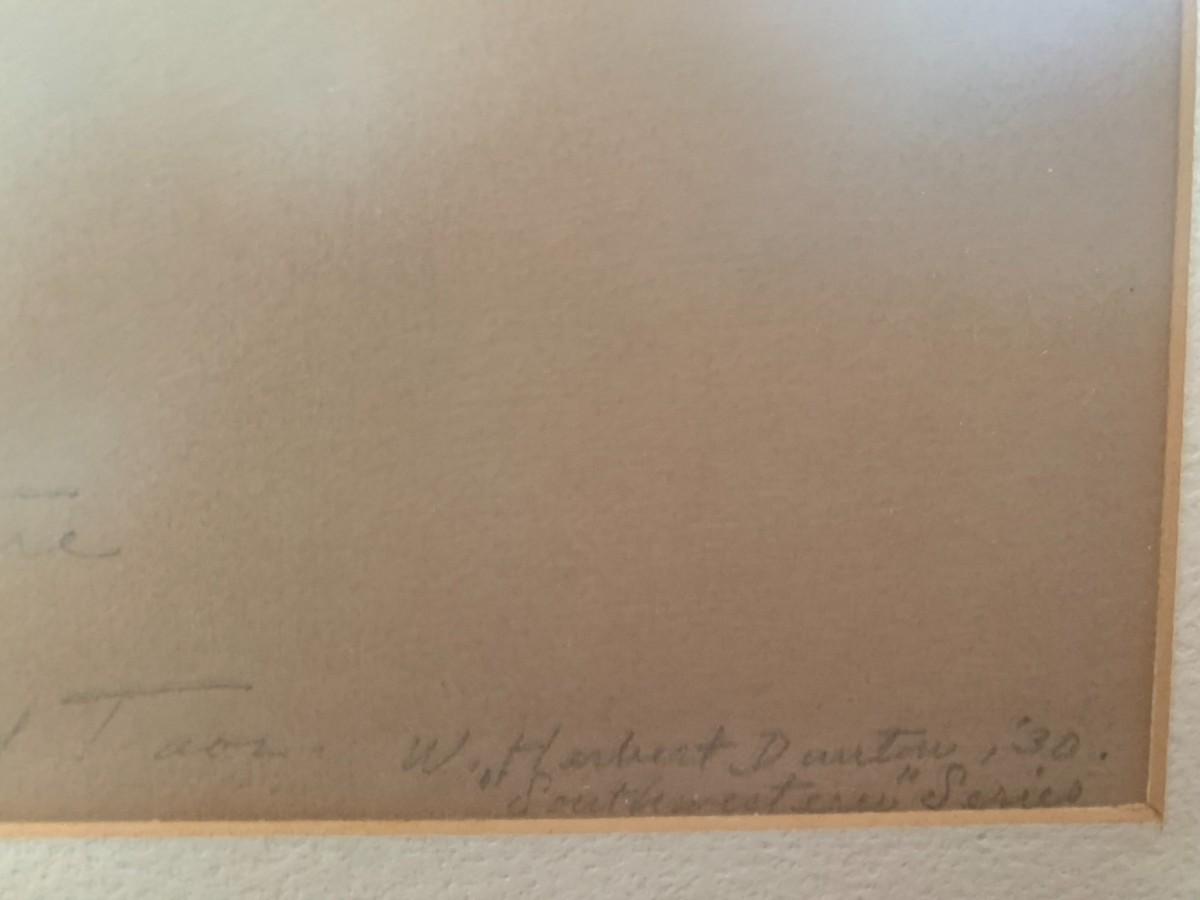 Taos. W. Herbert Dunton, '30.
"Southwestern" Series